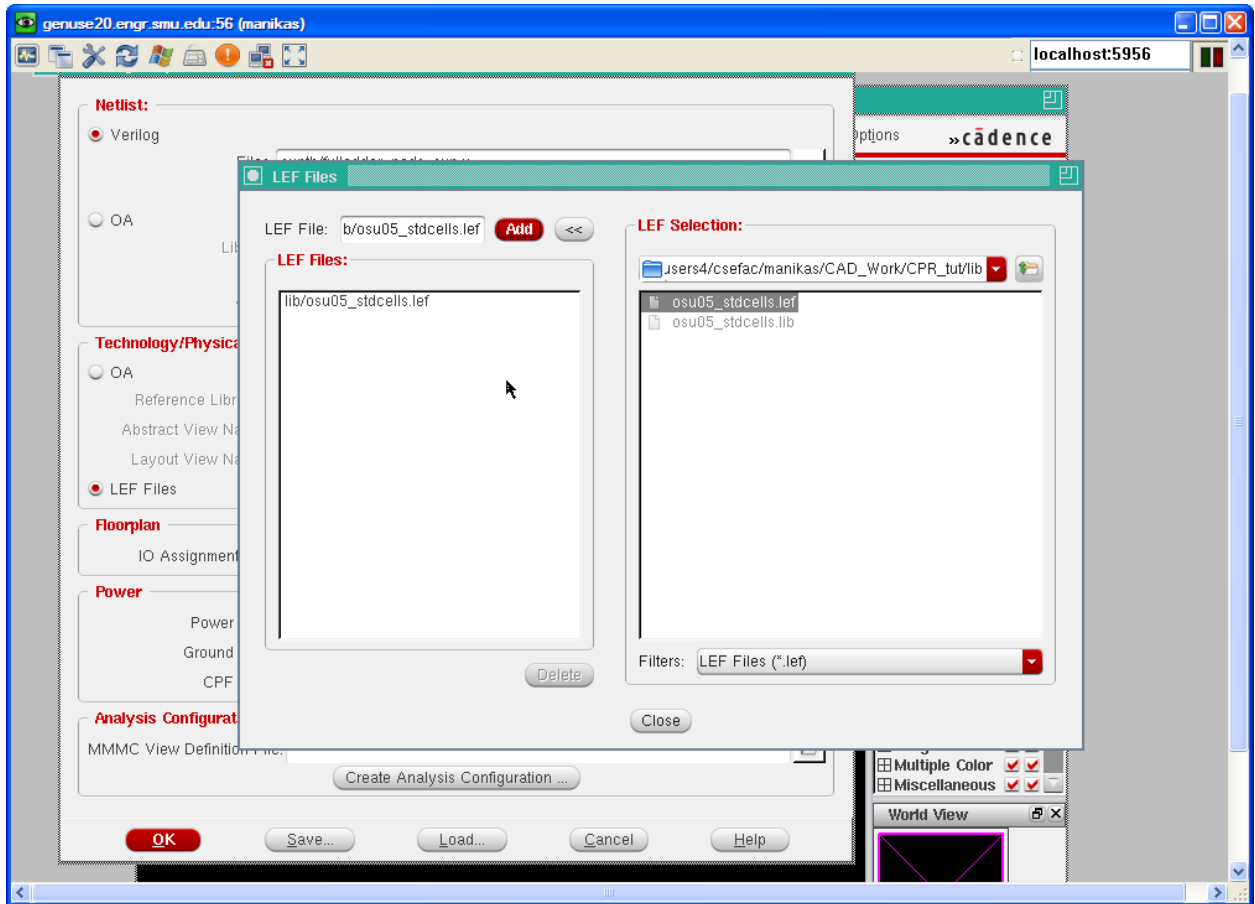 genuse20.engr.smu.edu:56 (manikas)
localhost:5956
Netlist:
Verilog
Options
cādence
LEF Files
OA
LEF File: b/osu05_stdcells.lef Add <<
LEF Selection:
LEF Files:
users4/csefac/manikas/CAD_Work/CPR_tut/lib
lib/osu05_stdcells.lef
osu05_stdcells.lef
osu05_stdcells.lib
Technology/Physica
OA
Reference Libr
Abstract View Na
Layout View Na
LEF Files
Floorplan
IO Assignment
Power
Power
Ground
CPF
Filters: LEF Files (*.lef)
Delete
Close
Analysis Configurat
MMMC View Definition File:
Create Analysis Configuration ...
Multiple Color
Miscellaneous
World View
OK Save... Load... Cancel Help